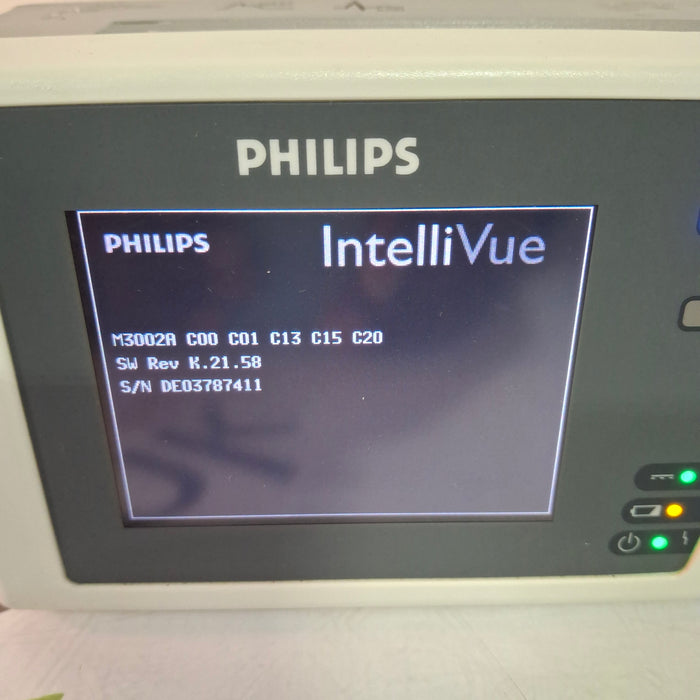 PHILIPS
PHILIPS IntelliVue
M3002A C00 C01 C13 C15 C20
SW Rev K.21.58
S/N DE03787411